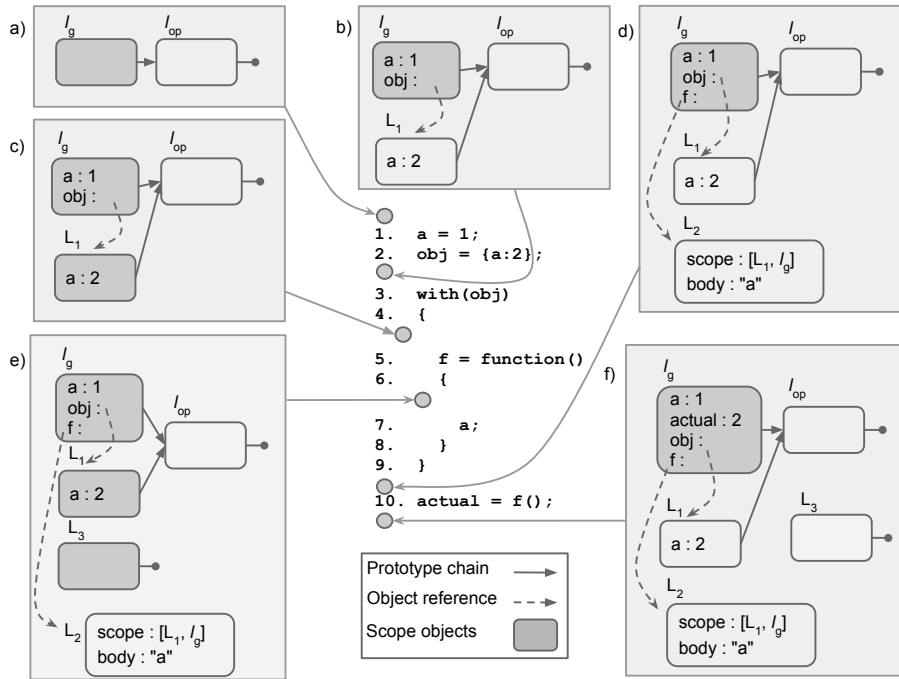 a)
l_g
l_op
b)
l_g
l_op
a : 1
obj :
L_1
a : 2
c)
l_g
l_op
a : 1
obj :
L_1
a : 2
d)
l_g
l_op
a : 1
obj :
f :
L_1
a : 2
L_2
scope : [L_1, l_g]
body : "a"
1. a = 1;
2. obj = {a:2};
3. with(obj)
4. {
5. f = function()
6. {
7. a;
8. }
9. }
10. actual = f();
e)
l_g
l_op
a : 1
obj :
f :
L_1
a : 2
L_3
L_2
scope : [L_1, l_g]
body : "a"
f)
l_g
l_op
a : 1
actual : 2
obj :
f :
L_1
L_3
a : 2
L_2
scope : [L_1, l_g]
body : "a"
Prototype chain
Object reference
Scope objects